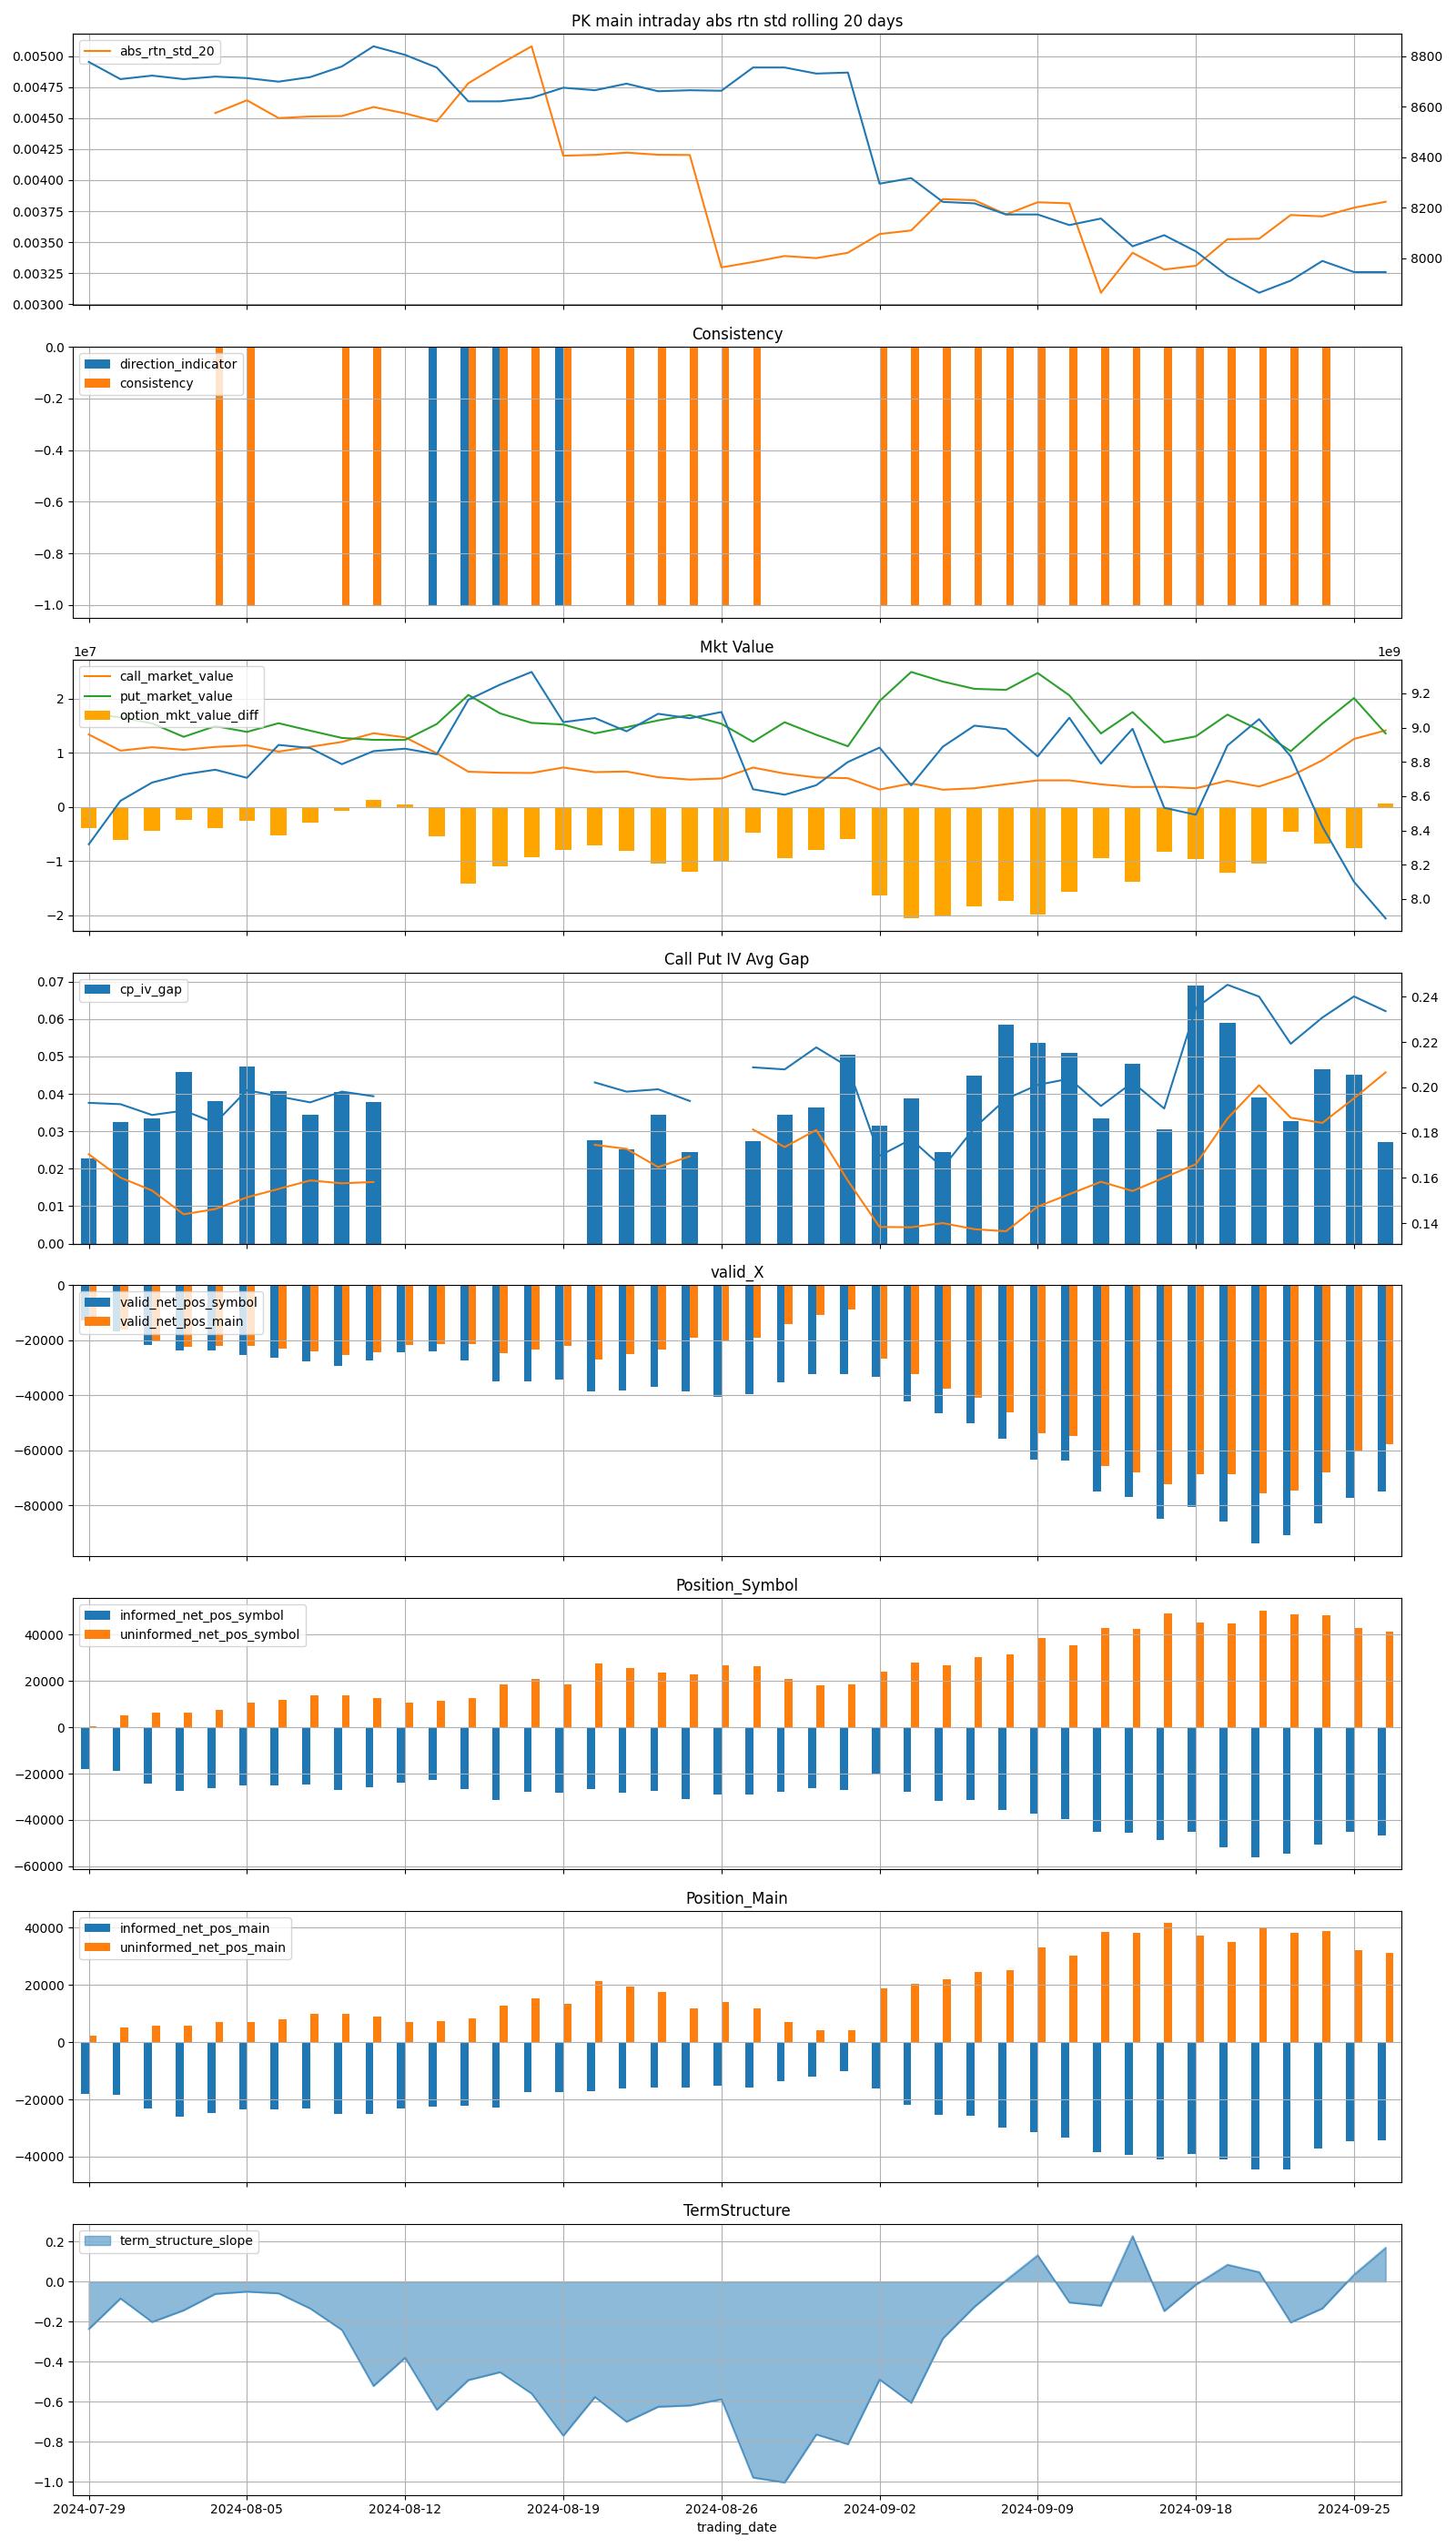 PK main intraday abs rtn std rolling 20 days
abs_rtn_std_20
0.00500
0.00475
0.00450
0.00425
0.00400
0.00375
0.00350
0.00325
0.00300
8800
8600
8400
8200
8000
Consistency
direction_indicator
consistency
0.0
−0.2
−0.4
−0.6
−0.8
−1.0
Mkt Value
1e7
1e9
call_market_value
put_market_value
option_mkt_value_diff
2
1
0
−1
−2
9.2
9.0
8.8
8.6
8.4
8.2
8.0
Call Put IV Avg Gap
cp_iv_gap
0.07
0.06
0.05
0.04
0.03
0.02
0.01
0.00
0.24
0.22
0.20
0.18
0.16
0.14
valid_X
valid_net_pos_symbol
valid_net_pos_main
0
−20000
−40000
−60000
−80000
Position_Symbol
informed_net_pos_symbol
uninformed_net_pos_symbol
40000
20000
0
−20000
−40000
−60000
Position_Main
informed_net_pos_main
uninformed_net_pos_main
40000
20000
0
−20000
−40000
TermStructure
term_structure_slope
0.2
0.0
−0.2
−0.4
−0.6
−0.8
−1.0
2024-07-29 2024-08-05 2024-08-12 2024-08-19 2024-08-26 2024-09-02 2024-09-09 2024-09-18 2024-09-25
trading_date